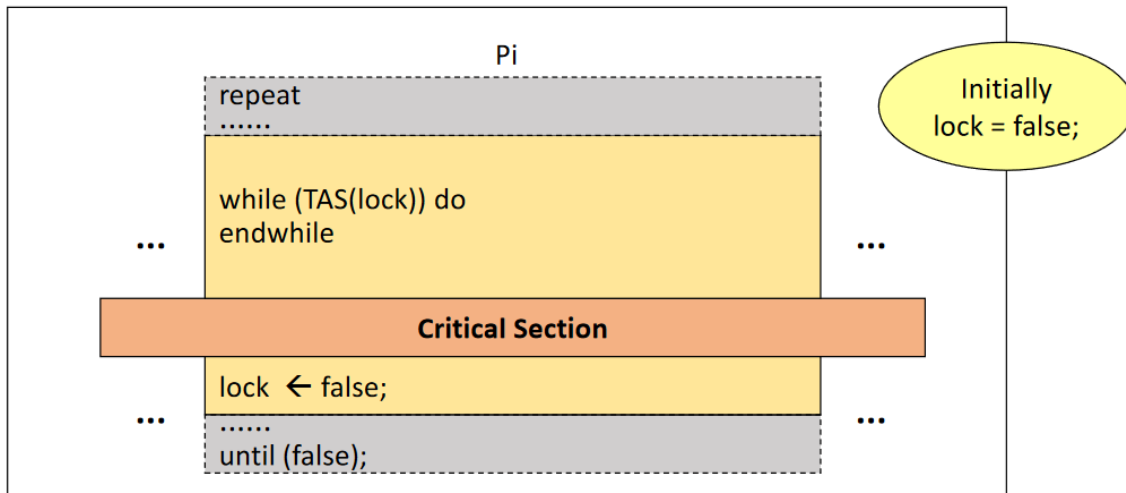 Pi
Initially
lock = false;
repeat
......
while (TAS(lock)) do
endwhile
... ...
Critical Section
lock ← false;
... ...
......
until (false);